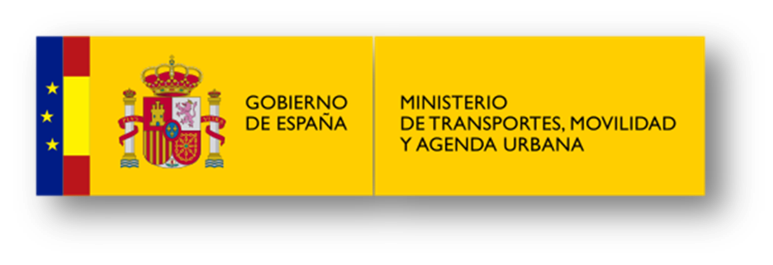 GOBIERNO
DE ESPAÑA
MINISTERIO
DE TRANSPORTES, MOVILIDAD
Y AGENDA URBANA